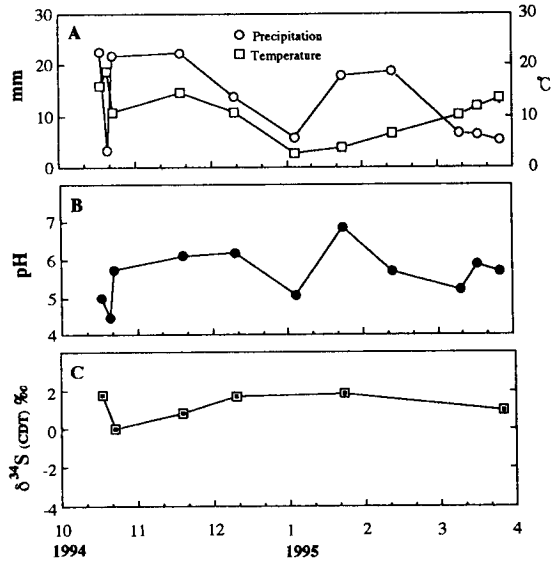 30
20
10
0
mm
A
Precipitation
Temperature
30
20
10
0
℃
B
7
6
5
4
pH
C
2
0
-2
-4
δ³⁴S (CDT) ‰
10 11 12 1 2 3 4
1994 1995